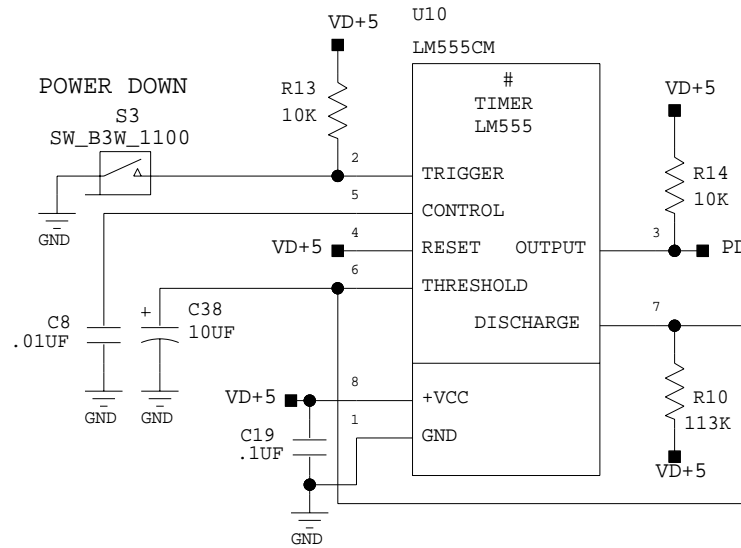 U10
VD+5
LM555CM
POWER DOWN
S3
SW_B3W_1100
R13
10K
#
TIMER
LM555
VD+5
R14
10K
2
TRIGGER
5
CONTROL
GND
VD+5
4
RESET
OUTPUT
3
PD
6
THRESHOLD
C8
.01UF
+
C38
10UF
DISCHARGE
7
GND
GND
VD+5
8
+VCC
R10
113K
C19
.1UF
1
GND
VD+5
GND